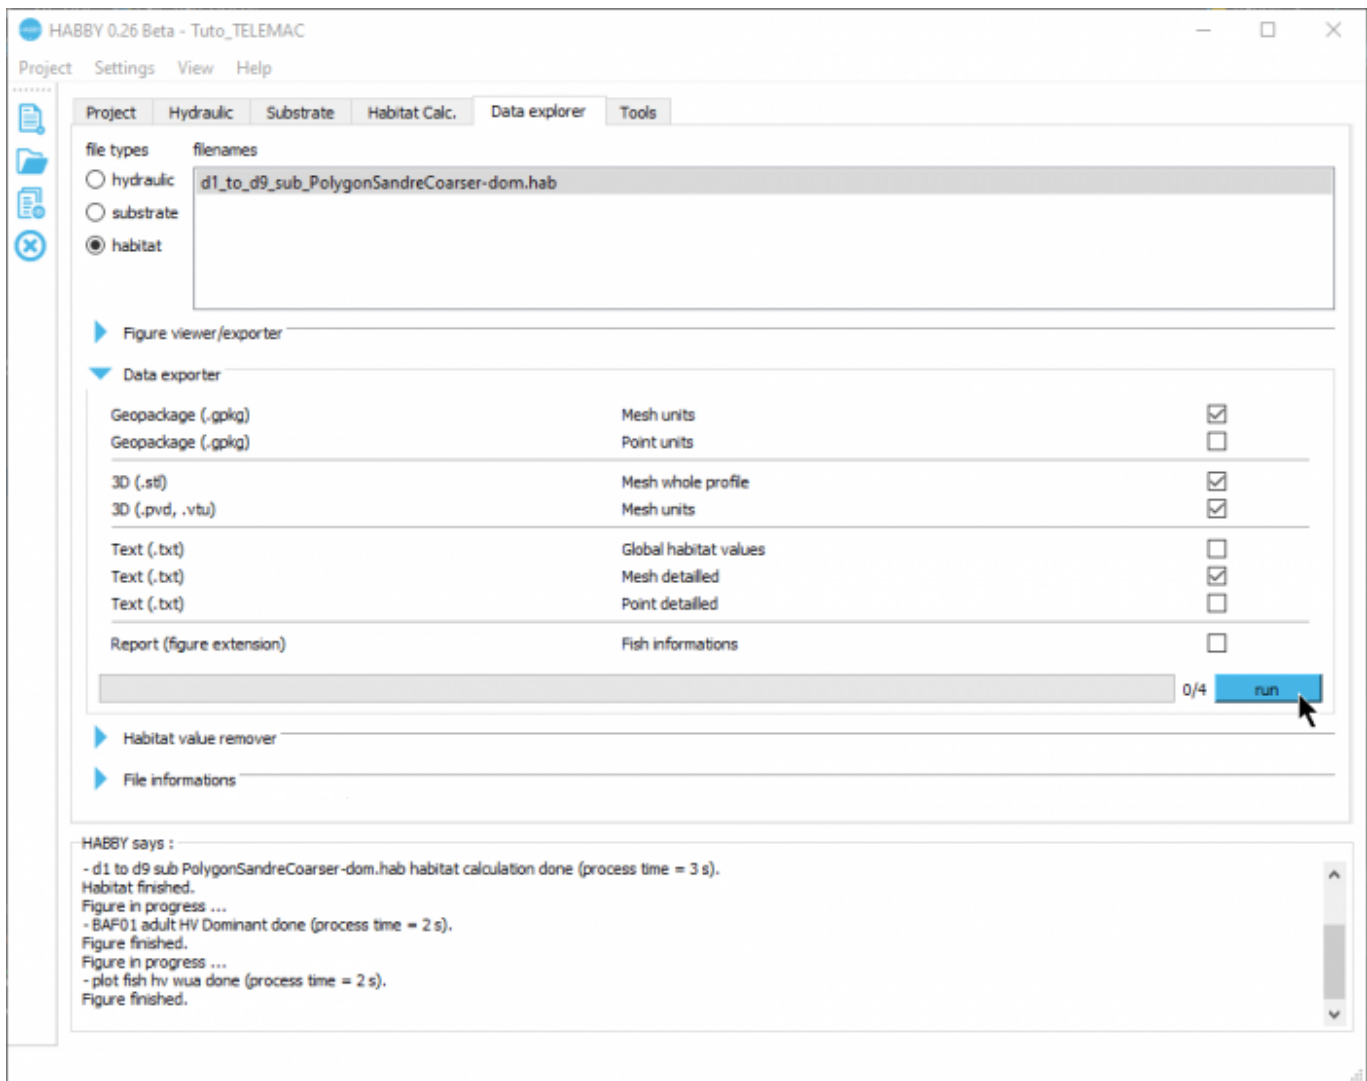 HABBY 0.26 Beta - Tuto_TELEMAC
Project Settings View Help
Project Hydraulic Substrate Habitat Calc. Data explorer Tools
file types filenames
hydraulic d1_to_d9_sub_PolygonSandreCoarser-dom.hab
substrate
habitat
Figure viewer/exporter
Data exporter
Geopackage (.gpkg) Mesh units
Geopackage (.gpkg) Point units
3D (.stl) Mesh whole profile
3D (.pvd, .vtu) Mesh units
Text (.txt) Global habitat values
Text (.txt) Mesh detailled
Text (.txt) Point detailled
Report (figure extension) Fish informations
0/4 run
Habitat value remover
File informations
HABBY says :
- d1 to d9 sub PolygonSandreCoarser-dom.hab habitat calculation done (process time = 3 s).
Habitat finished.
Figure in progress ...
- BAF01 adult HV Dominant done (process time = 2 s).
Figure finished.
Figure in progress ...
- plot fish hv wua done (process time = 2 s).
Figure finished.